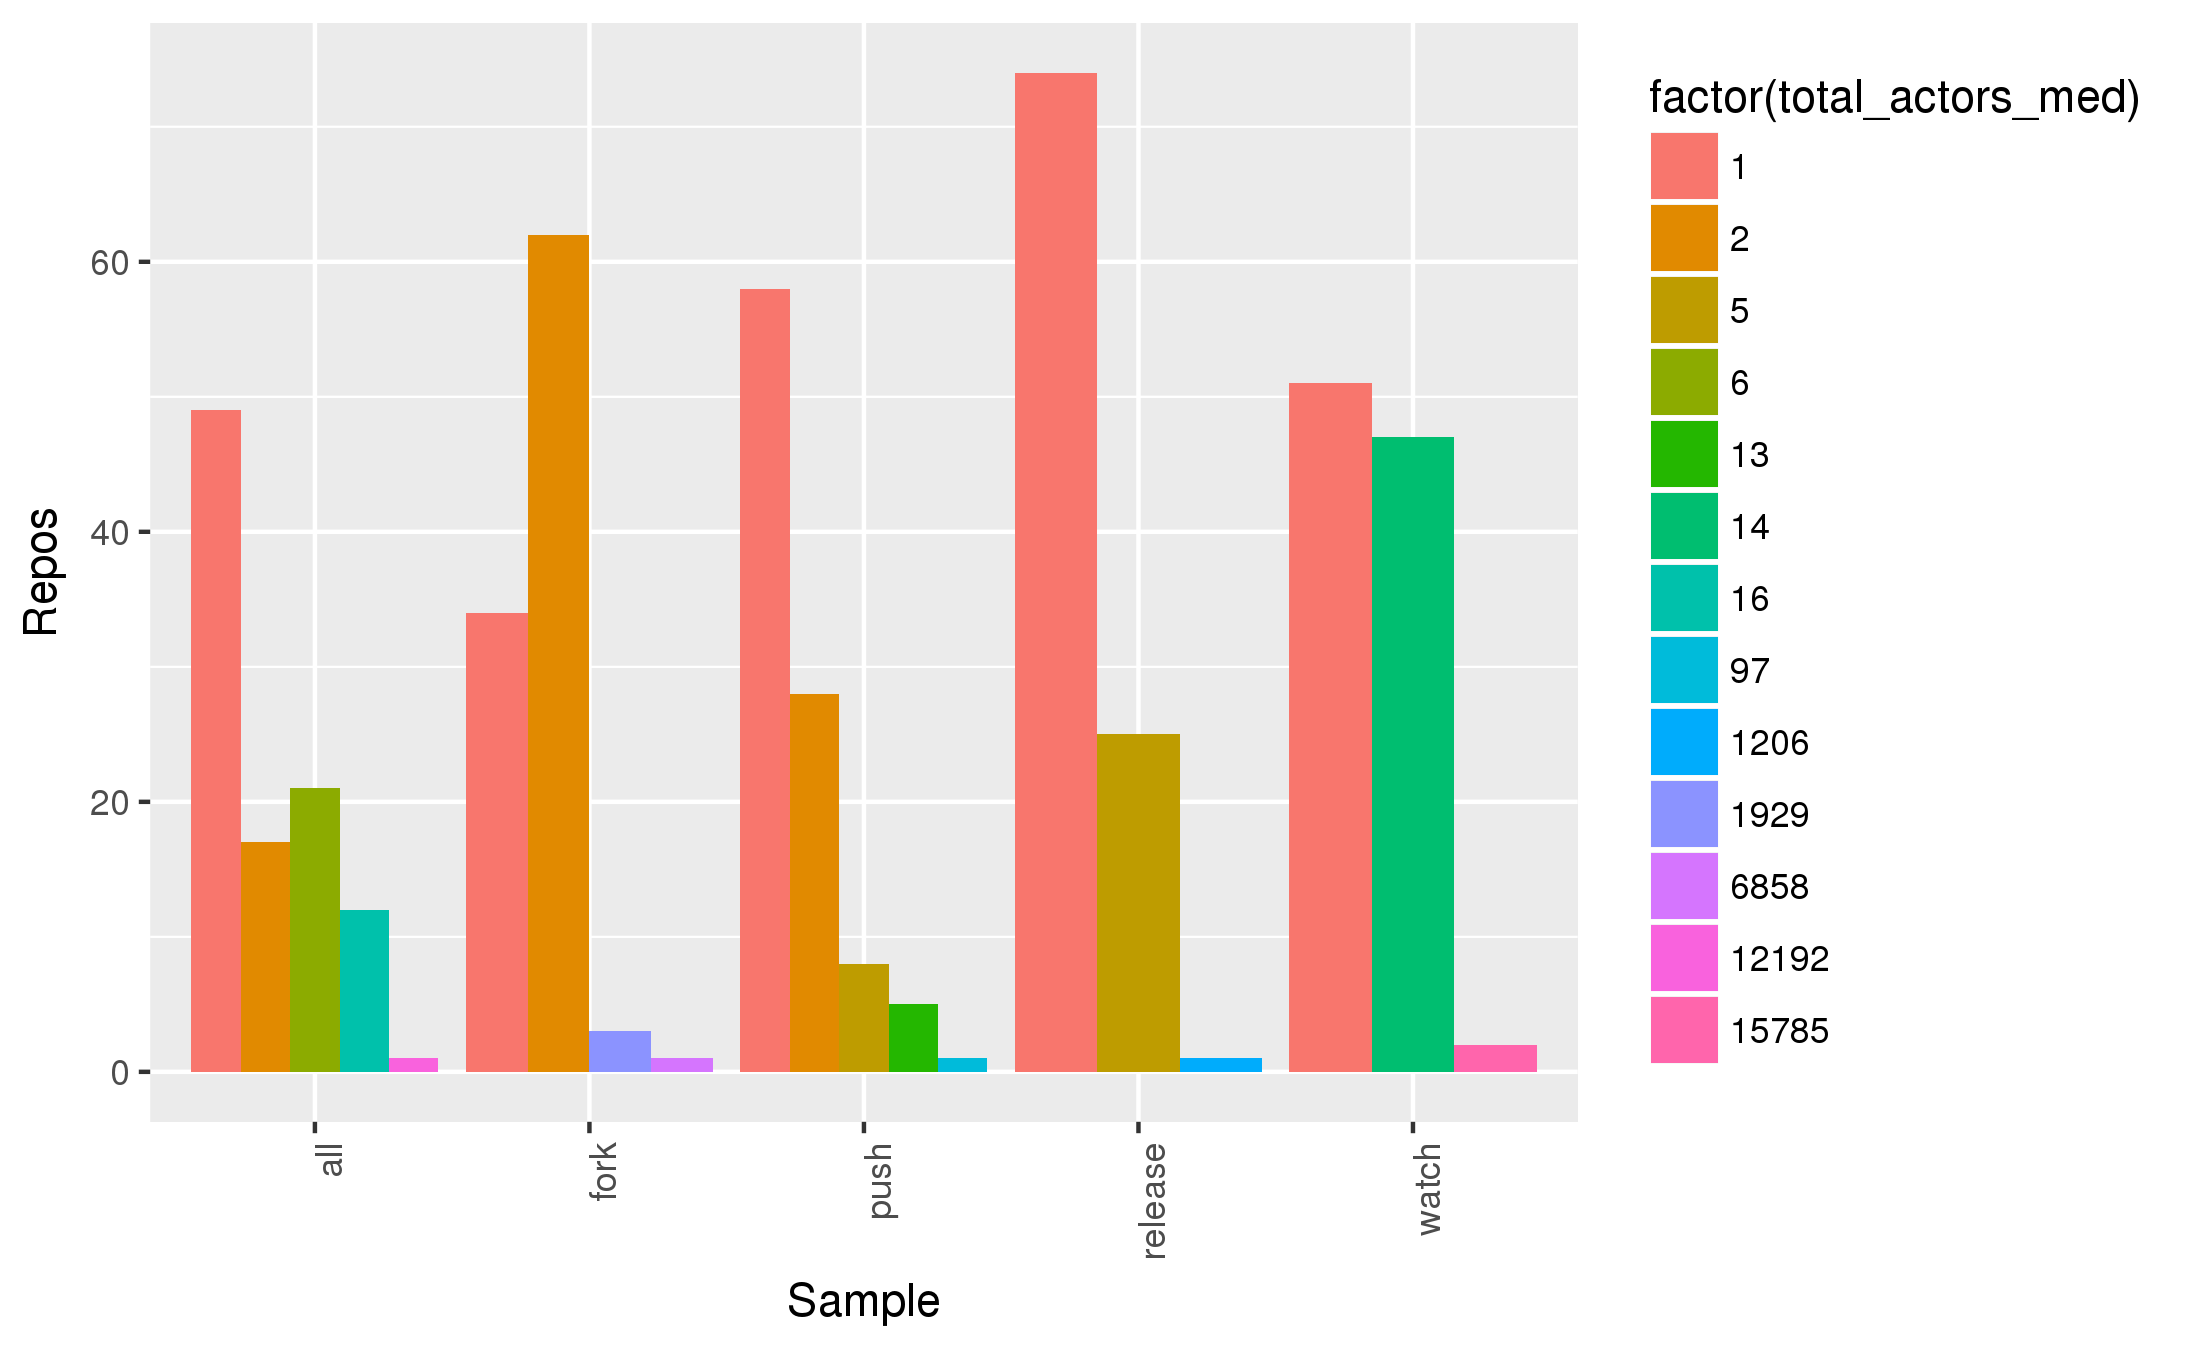 factor(total_actors_med)
1
2
5
6
13
14
16
97
1206
1929
6858
12192
15785
Repos
60
40
20
0
all
fork
push
release
watch
Sample